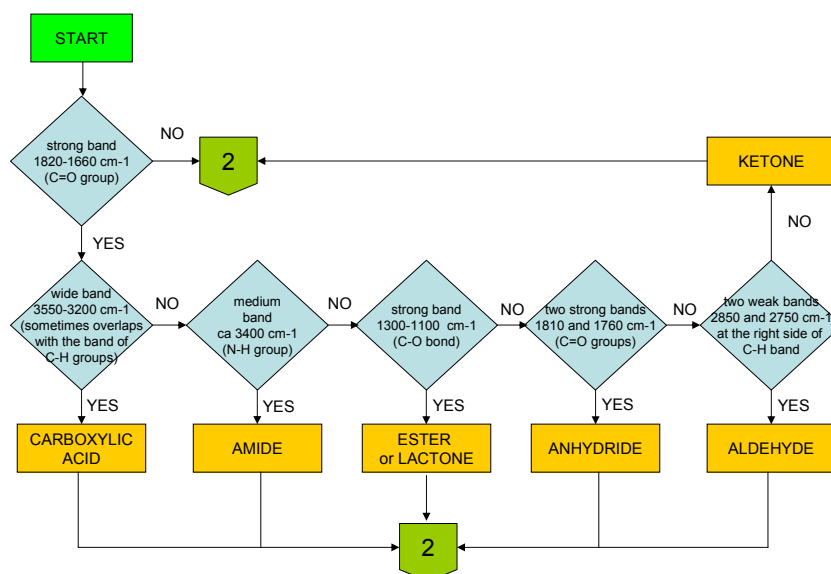 START
NO
strong band
1820-1660 cm-1
(C=O group)
2
KETONE
YES
NO
wide band
3550-3200 cm-1
(sometimes overlaps
with the band of
C-H groups)
NO
medium
band
ca 3400 cm-1
(N-H group)
NO
strong band
1300-1100 cm-1
(C-O bond)
NO
two strong bands
1810 and 1760 cm-1
(C=O groups)
NO
two weak bands
2850 and 2750 cm-1
at the right side of
C-H band
YES
YES
YES
YES
YES
CARBOXYLIC
ACID
AMIDE
ESTER
or LACTONE
ANHYDRIDE
ALDEHYDE
2